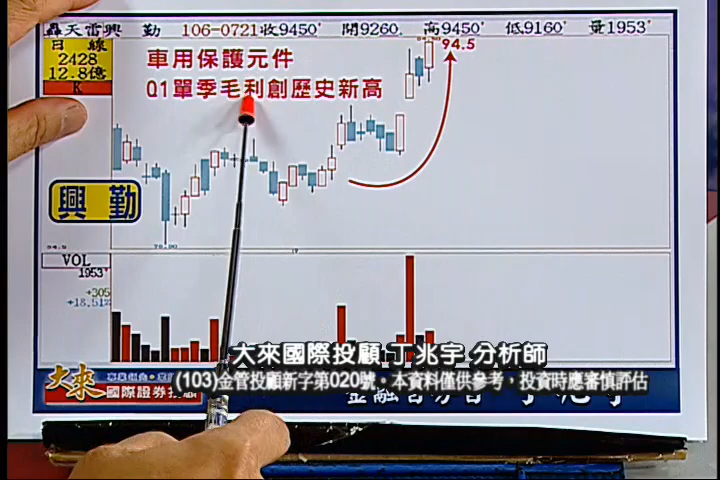 轟天雷興 勤 106-0721收9450' 開9260. 高9450' 低9160' 量1953'
日 線
2428
12.8億
K
車用保護元件
Q1單季毛利創歷史新高
94.5
興 勤
VOL
1953'
+305
+18.51%
大來國際投顧 丁兆宇 分析師
大來
國際證券投顧
(103)金管投顧新字第020號,本資料僅供參考,投資時應審慎評估